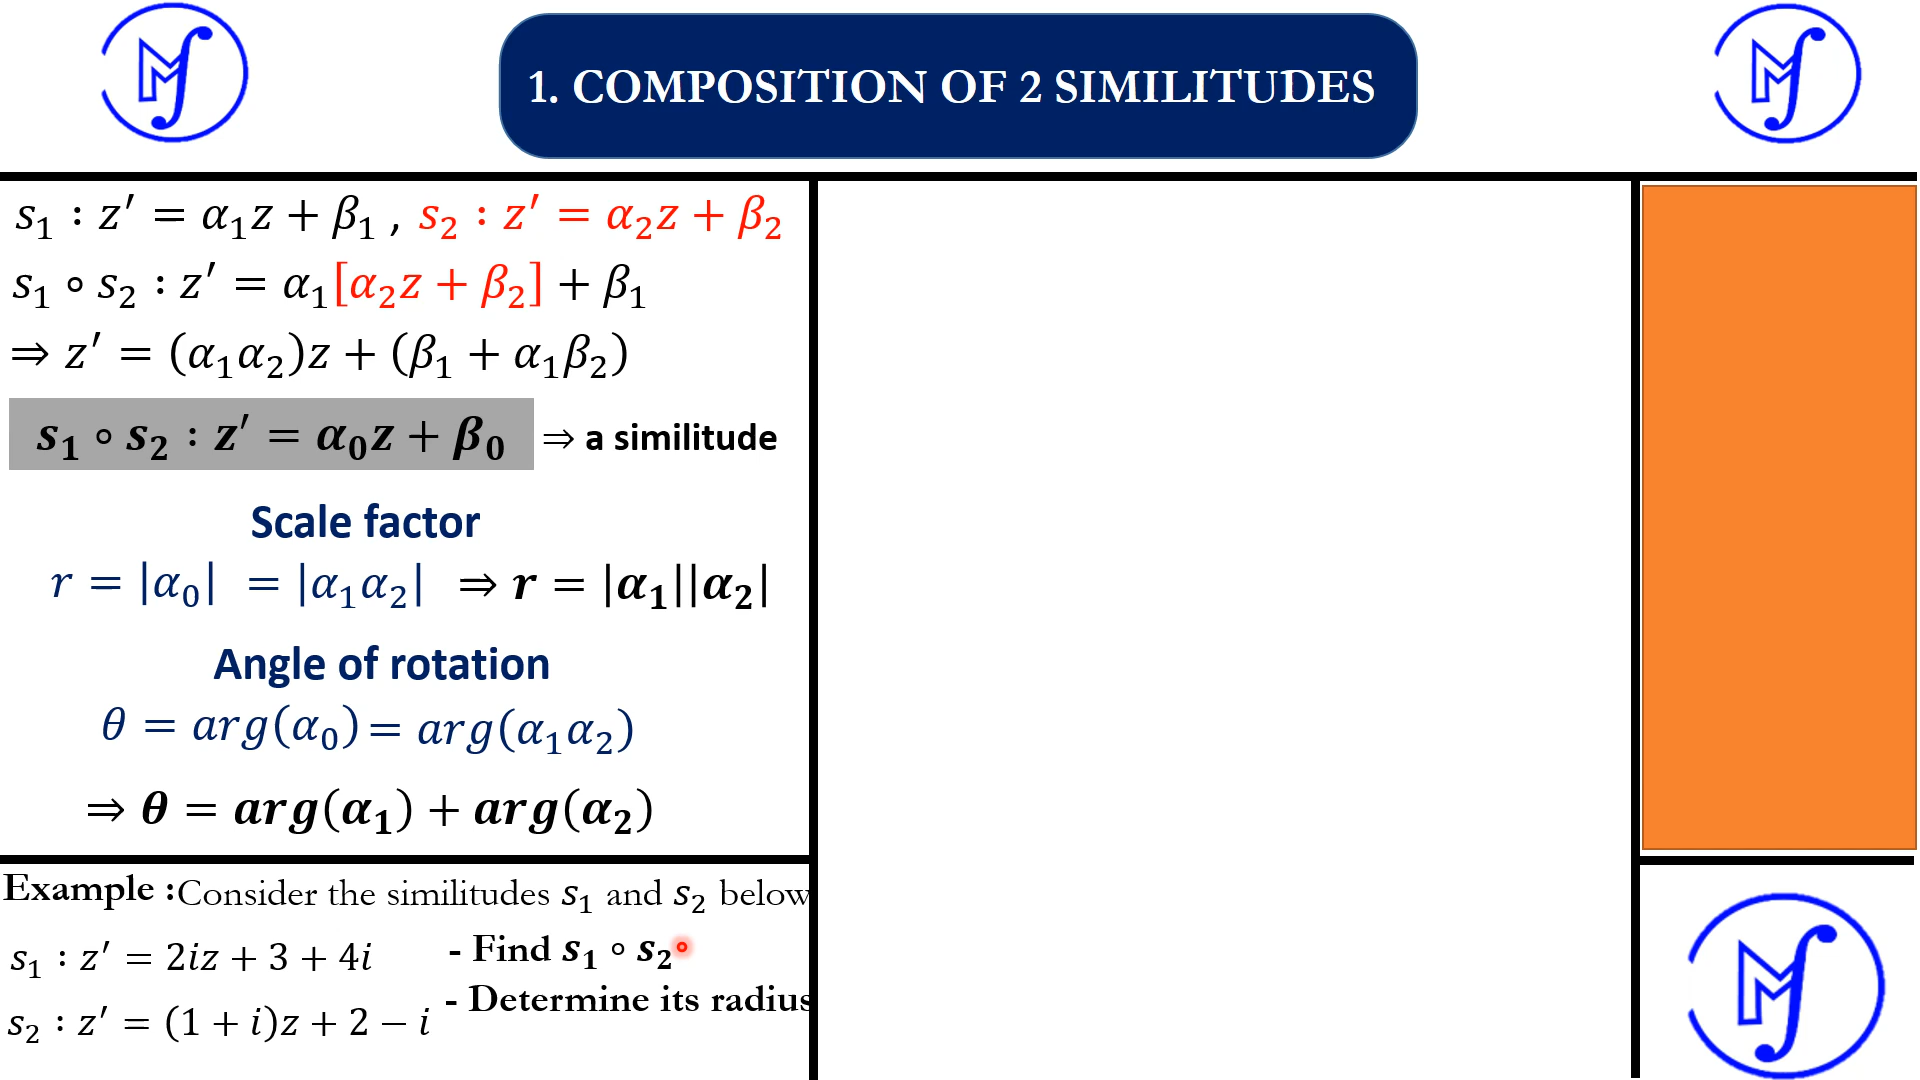 1. COMPOSITION OF 2 SIMILITUDES
s₁ : z′ = α₁z + β₁ , s₂ : z′ = α₂z + β₂
s₁ ∘ s₂ : z′ = α₁[α₂z + β₂] + β₁
⇒ z′ = (α₁α₂)z + (β₁ + α₁β₂)
s₁ ∘ s₂ : z′ = α₀z + β₀ ⇒ a similitude
Scale factor
r = |α₀| = |α₁α₂| ⇒ r = |α₁||α₂|
Angle of rotation
θ = arg(α₀) = arg(α₁α₂)
⇒ θ = arg(α₁) + arg(α₂)
Example :Consider the similitudes s₁ and s₂ below
s₁ : z′ = 2iz + 3 + 4i
s₂ : z′ = (1 + i)z + 2 − i
- Find s₁ ∘ s₂
- Determine its radius